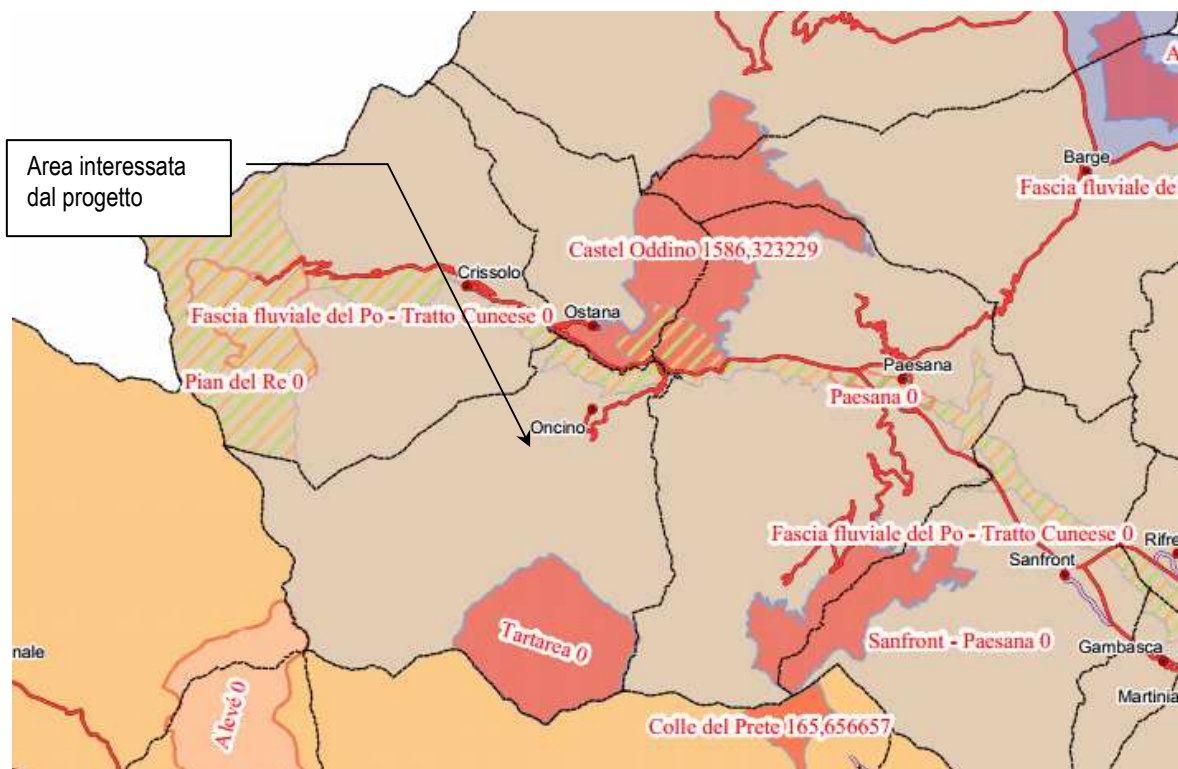 A
Area interessata
dal progetto
Barge
Fascia fluviale de
Castel Oddino 1586,323229
Crissolo
Fascia fluviale del Po - Tratto Cuneese 0
Ostana
Pian del Re 0
Paesana
Paesana 0
Oncino
Fascia fluviale del Po - Tratto Cuneese 0
Rifre
Sanfront
Tartarea 0
Sanfront - Paesana 0
Gambasca
nale
Martinia
Alevé 0
Colle del Prete 165,656657